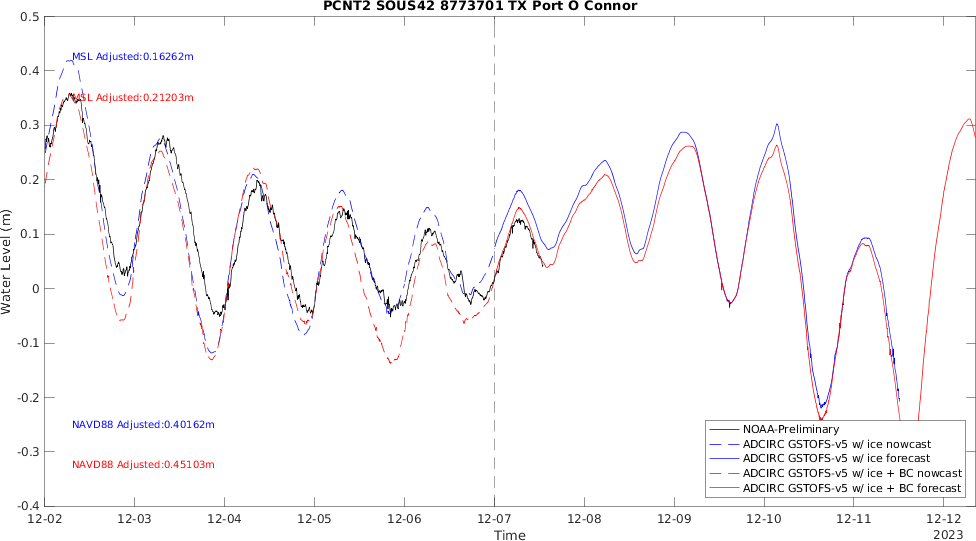 PCNT2 SOUS42 8773701 TX Port O Connor
0.5
MSL Adjusted:0.16262m
0.4
MSL Adjusted:0.21203m
0.3
0.2
0.1
Water Level (m)
0
-0.1
-0.2
NAVD88 Adjusted:0.40162m
NOAA-Preliminary
ADCIRC GSTOFS-v5 w/ ice nowcast
-0.3
ADCIRC GSTOFS-v5 w/ ice forecast
NAVD88 Adjusted:0.45103m
ADCIRC GSTOFS-v5 w/ ice + BC nowcast
ADCIRC GSTOFS-v5 w/ ice + BC forecast
-0.4
12-02 12-03 12-04 12-05 12-06 12-07 12-08 12-09 12-10 12-11 12-12
Time
2023